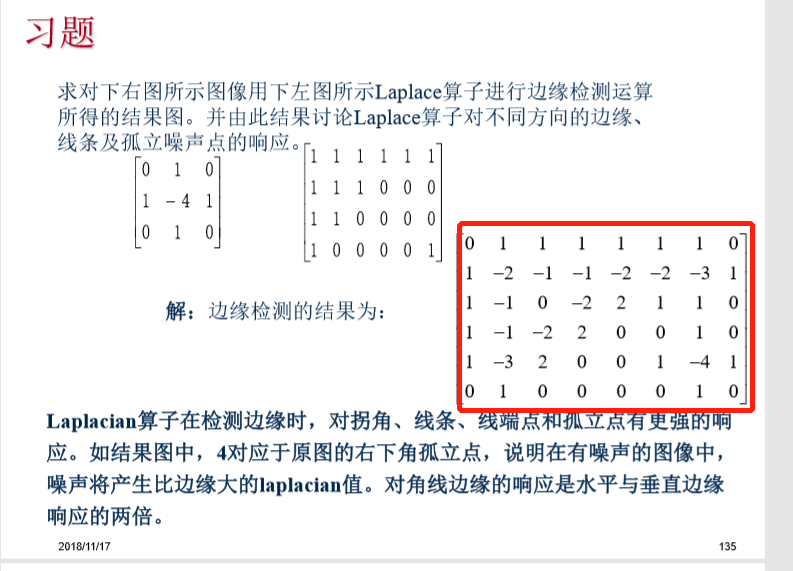 习题
求对下右图所示图像用下左图所示Laplace算子进行边缘检测运算
所得的结果图。并由此结果讨论Laplace算子对不同方向的边缘、
线条及孤立噪声点的响应。
0 1 0
1 -4 1
0 1 0
1 1 1 1 1 1
1 1 1 0 0 0
1 1 0 0 0 0
1 0 0 0 0 1
解：边缘检测的结果为:
0 1 1 1 1 1 1 0
1 -2 -1 -1 -2 -2 -3 1
1 -1 0 -2 2 1 1 0
1 -1 -2 2 0 0 1 0
1 -3 2 0 0 1 -4 1
0 1 0 0 0 0 1 0
Laplacian算子在检测边缘时，对拐角、线条、线端点和孤立点有更强的响
应。如结果图中，4对应于原图的右下角孤立点，说明在有噪声的图像中，
噪声将产生比边缘大的laplacian值。对角线边缘的响应是水平与垂直边缘
响应的两倍。
2018/11/17
135